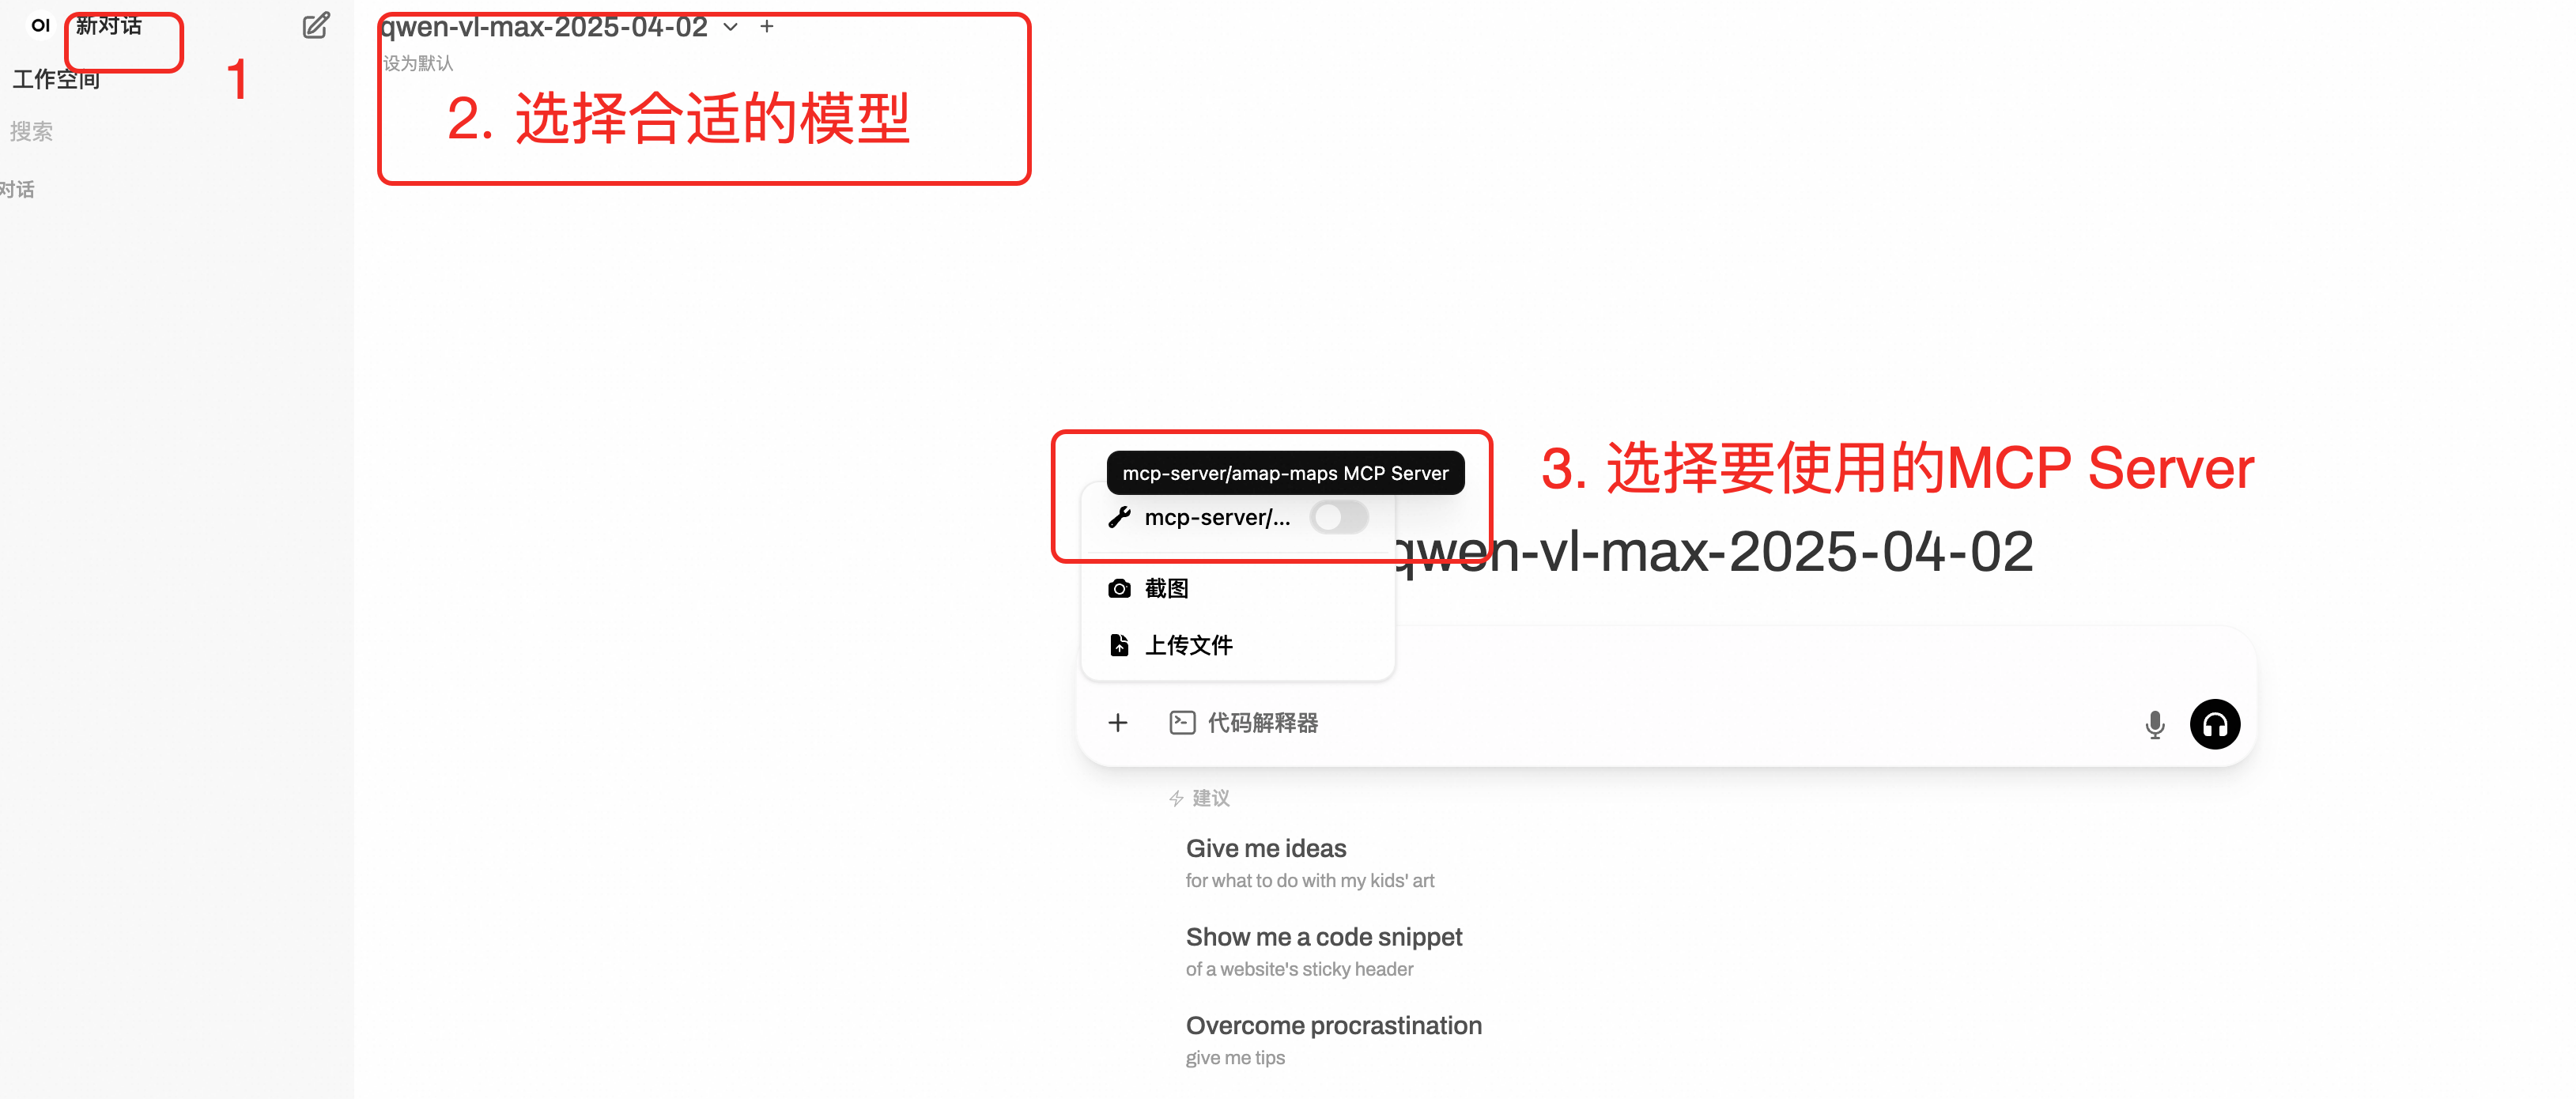 OI 新对话
工作空间
搜索
对话
1
qwen-vl-max-2025-04-02
设为默认
2. 选择合适的模型
mcp-server/amap-maps MCP Server
mcp-server/...
3. 选择要使用的MCP Server
qwen-vl-max-2025-04-02
截图
上传文件
代码解释器
建议
Give me ideas
for what to do with my kids' art
Show me a code snippet
of a website's sticky header
Overcome procrastination
give me tips